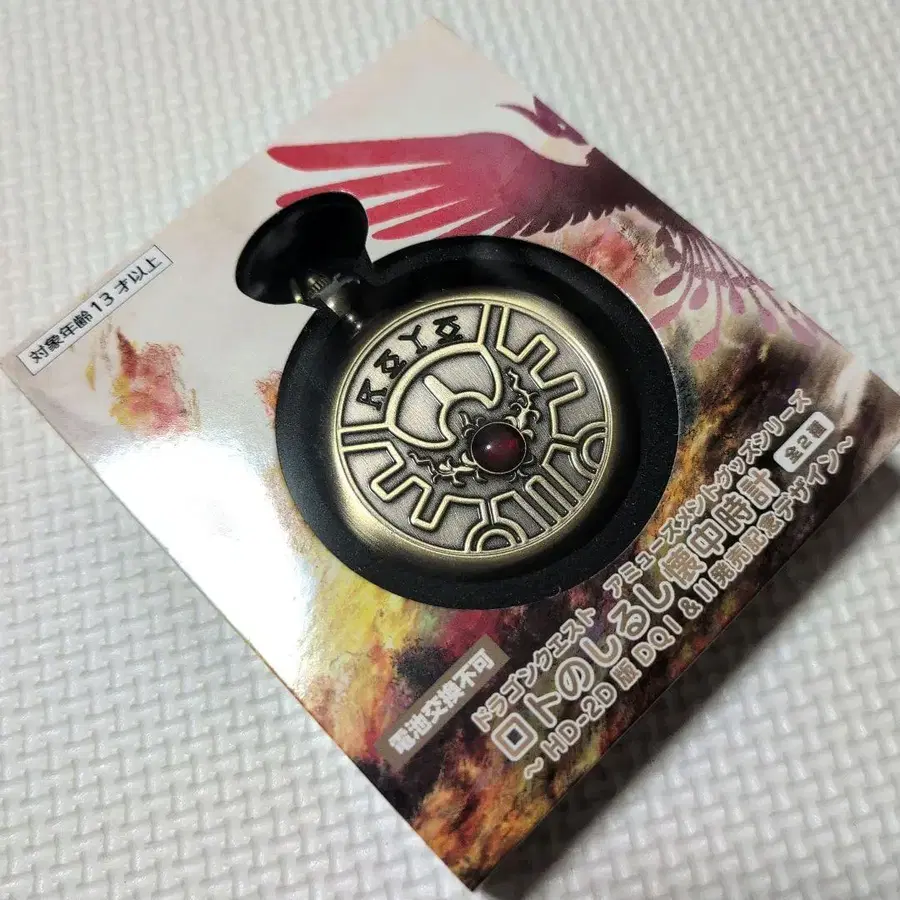 対象年齢13才以上
電池交換不可
ドラゴンクエスト アミューズメントグッズシリーズ
ロトのしるし懐中時計 全2種
~HD-2D版 DQI&II 発売記念デザイン~